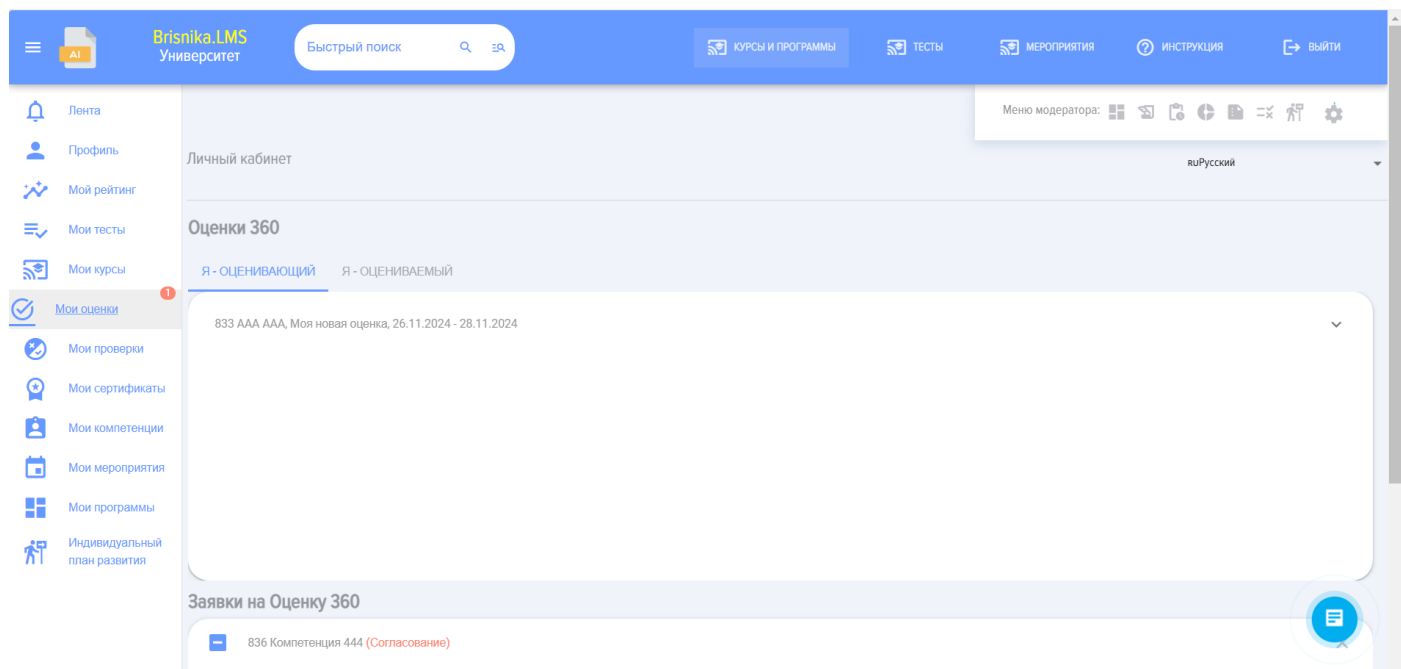 AI
Brisnika.LMS
Университет
Быстрый поиск
КУРСЫ И ПРОГРАММЫ
ТЕСТЫ
МЕРОПРИЯТИЯ
ИНСТРУКЦИЯ
ВЫЙТИ
Меню модератора:
Лента
Профиль
Мой рейтинг
Мои тесты
Мои курсы
Мои оценки
1
Мои проверки
Мои сертификаты
Мои компетенции
Мои мероприятия
Мои программы
Индивидуальный
план развития
Личный кабинет
ruРусский
Оценки 360
Я - ОЦЕНИВАЮЩИЙ
Я - ОЦЕНИВАЕМЫЙ
833 ААА ААА, Моя новая оценка, 26.11.2024 - 28.11.2024
Заявки на Оценку 360
836 Компетенция 444 (Согласование)